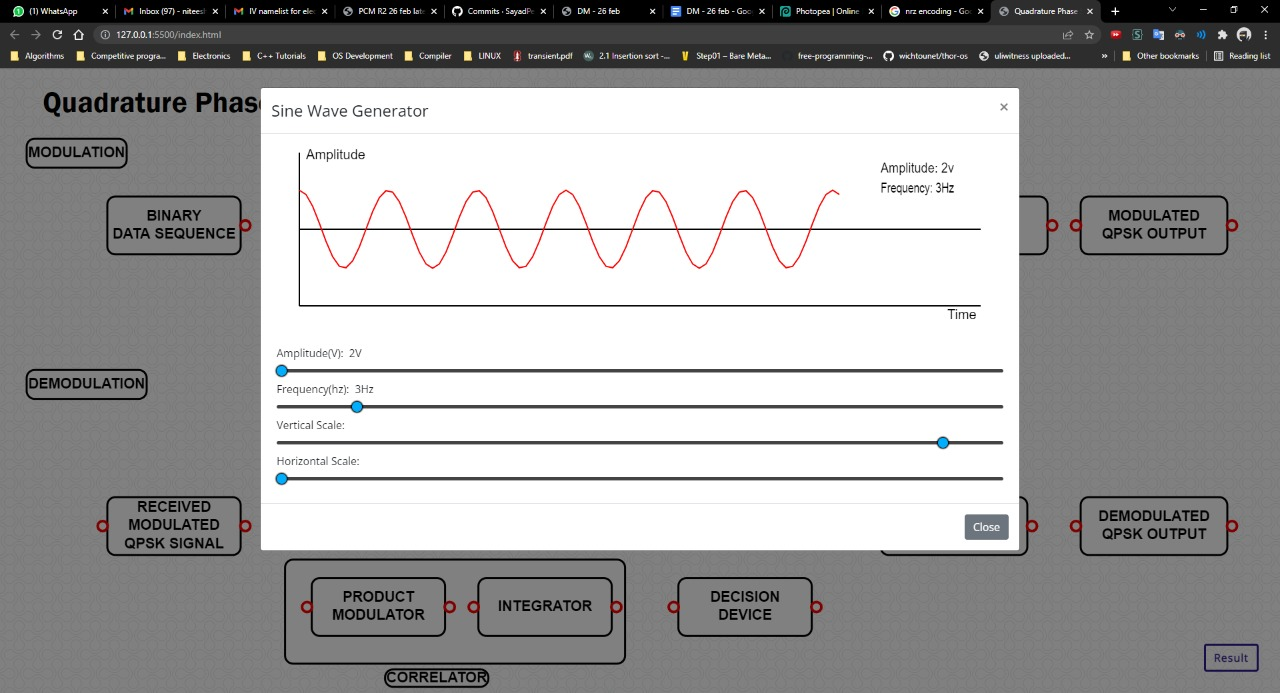 (1) WhatsApp
Inbox (97) - nitees
IV namelist for ele
PCM R2 26 feb late
Commits · SayadPe
DM - 26 feb
DM - 26 feb - Goo
Photopea | Online
nrz encoding - Go
Quadrature Phase
127.0.0.1:5500/index.html
Algorithms
Competitive progra...
Electronics
C++ Tutorials
OS Development
Compiler
LINUX
transient.pdf
2.1 Insertion sort -...
Step01 – Bare Meta...
free-programming-...
wichtounet/thor-os
uliwitness uploaded...
»
Other bookmarks
Reading list
Quadrature Phas
Sine Wave Generator
×
MODULATION
Amplitude
Amplitude: 2v
Frequency: 3Hz
BINARY
DATA SEQUENCE
MODULATED
QPSK OUTPUT
Time
Amplitude(V): 2V
DEMODULATION
Frequency(hz): 3Hz
Vertical Scale:
Horizontal Scale:
RECEIVED
MODULATED
QPSK SIGNAL
Close
DEMODULATED
QPSK OUTPUT
PRODUCT
MODULATOR
INTEGRATOR
DECISION
DEVICE
CORRELATOR
Result